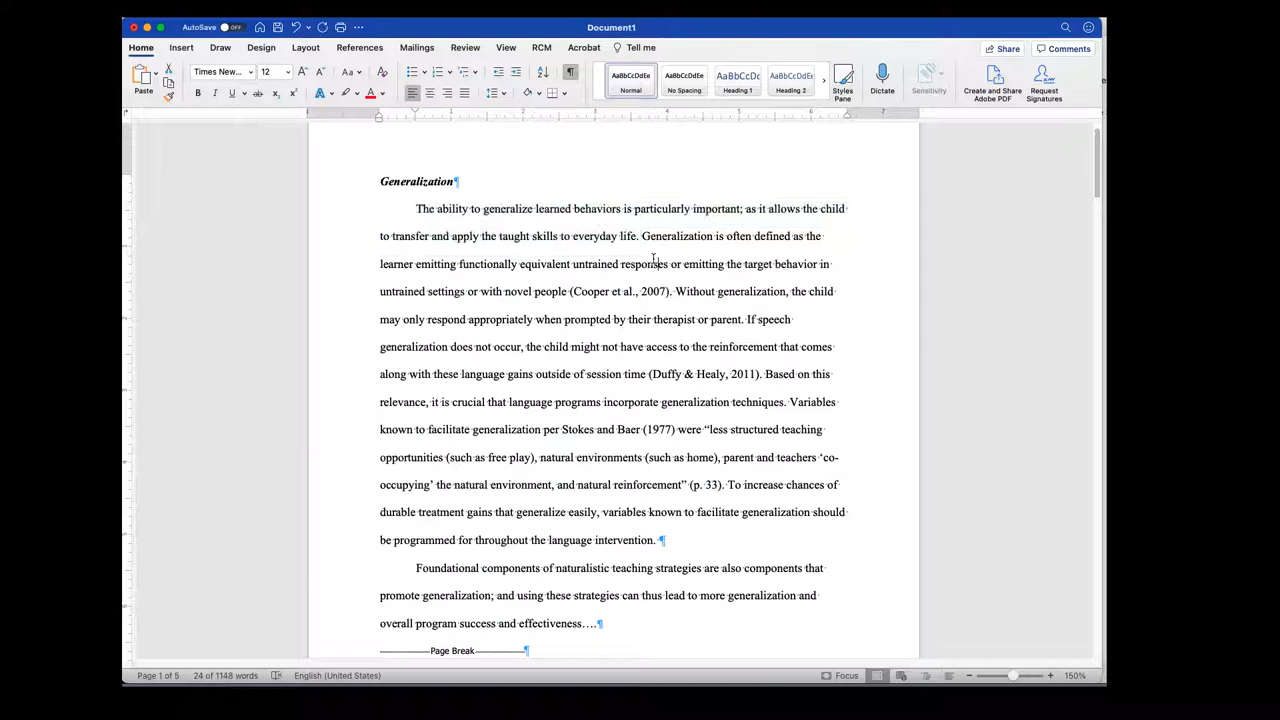 AutoSave OFF Document1
Home Insert Draw Design Layout References Mailings Review View RCM Acrobat Tell me Share Comments
Paste Times New... 12 Aa A AaBbCcDdEe Normal AaBbCcDdEe No Spacing AaBbCcDc Heading 1 AaBbCcDdEe Heading 2 Styles Pane Dictate Sensitivity Create and Share Adobe PDF Request Signatures
B I U ab x x A A
1 2 3 4 5 6 7
Generalization¶
The ability to generalize learned behaviors is particularly important; as it allows the child
to transfer and apply the taught skills to everyday life. Generalization is often defined as the
learner emitting functionally equivalent untrained responses or emitting the target behavior in
untrained settings or with novel people (Cooper et al., 2007). Without generalization, the child
may only respond appropriately when prompted by their therapist or parent. If speech
generalization does not occur, the child might not have access to the reinforcement that comes
along with these language gains outside of session time (Duffy & Healy, 2011). Based on this
relevance, it is crucial that language programs incorporate generalization techniques. Variables
known to facilitate generalization per Stokes and Baer (1977) were “less structured teaching
opportunities (such as free play), natural environments (such as home), parent and teachers ‘co-
occupying’ the natural environment, and natural reinforcement” (p. 33). To increase chances of
durable treatment gains that generalize easily, variables known to facilitate generalization should
be programmed for throughout the language intervention. ¶
Foundational components of naturalistic teaching strategies are also components that
promote generalization; and using these strategies can thus lead to more generalization and
overall program success and effectiveness….¶
Page Break¶
Page 1 of 5 24 of 1148 words English (United States) Focus 150%